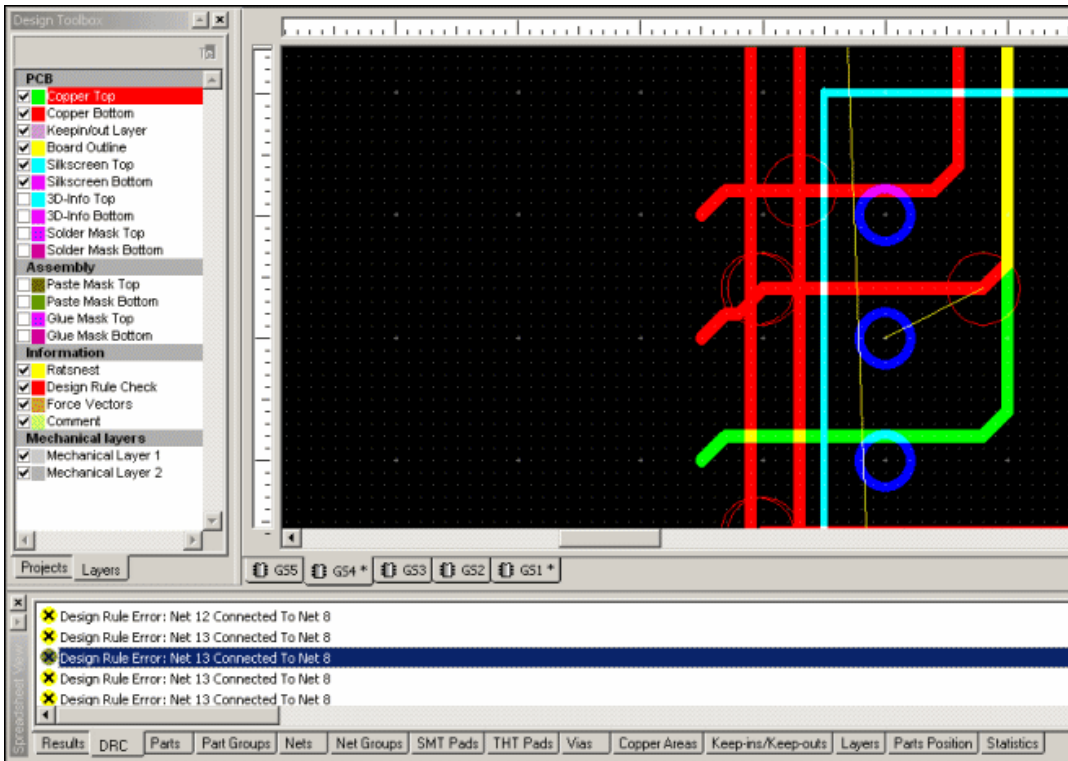 Design Toolbox
PCB
Copper Top
Copper Bottom
Keepin/out Layer
Board Outline
Silkscreen Top
Silkscreen Bottom
3D-Info Top
3D-Info Bottom
Solder Mask Top
Solder Mask Bottom
Assembly
Paste Mask Top
Paste Mask Bottom
Glue Mask Top
Glue Mask Bottom
Information
Ratsnest
Design Rule Check
Force Vectors
Comment
Mechanical layers
Mechanical Layer 1
Mechanical Layer 2
Projects Layers
GS5 GS4 * GS3 GS2 GS1 *
Spreadsheet View
Design Rule Error: Net 12 Connected To Net 8
Design Rule Error: Net 13 Connected To Net 8
Design Rule Error: Net 13 Connected To Net 8
Design Rule Error: Net 13 Connected To Net 8
Design Rule Error: Net 13 Connected To Net 8
Results DRC Parts Part Groups Nets Net Groups SMT Pads THT Pads Vias Copper Areas Keep-ins/Keep-outs Layers Parts Position Statistics